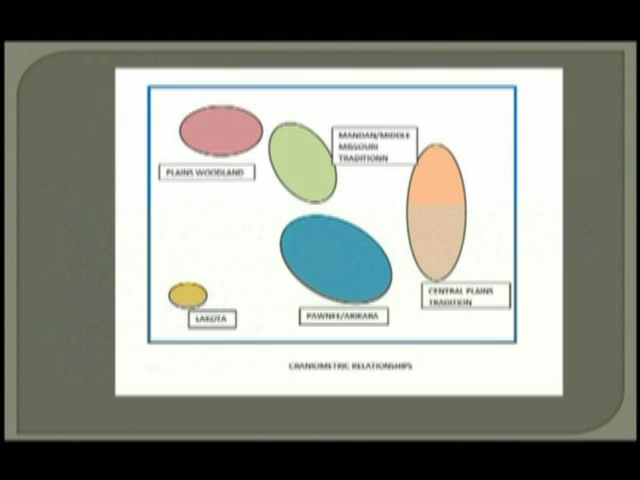 MANDAN/MIDDLE
MISSOURI
TRADITIONN
PLAINS WOODLAND
CENTRAL PLAINS
TRADITION
LAKOTA
PAWNEE/ARIKARA
CRANIOMETRIC RELATIONSHIPS